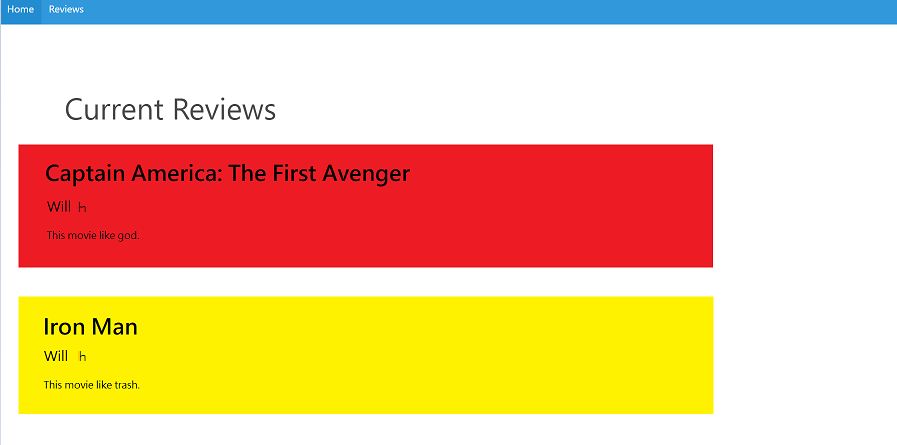 Home Reviews
Current Reviews
Captain America: The First Avenger
Will h
This movie like god.
Iron Man
Will h
This movie like trash.